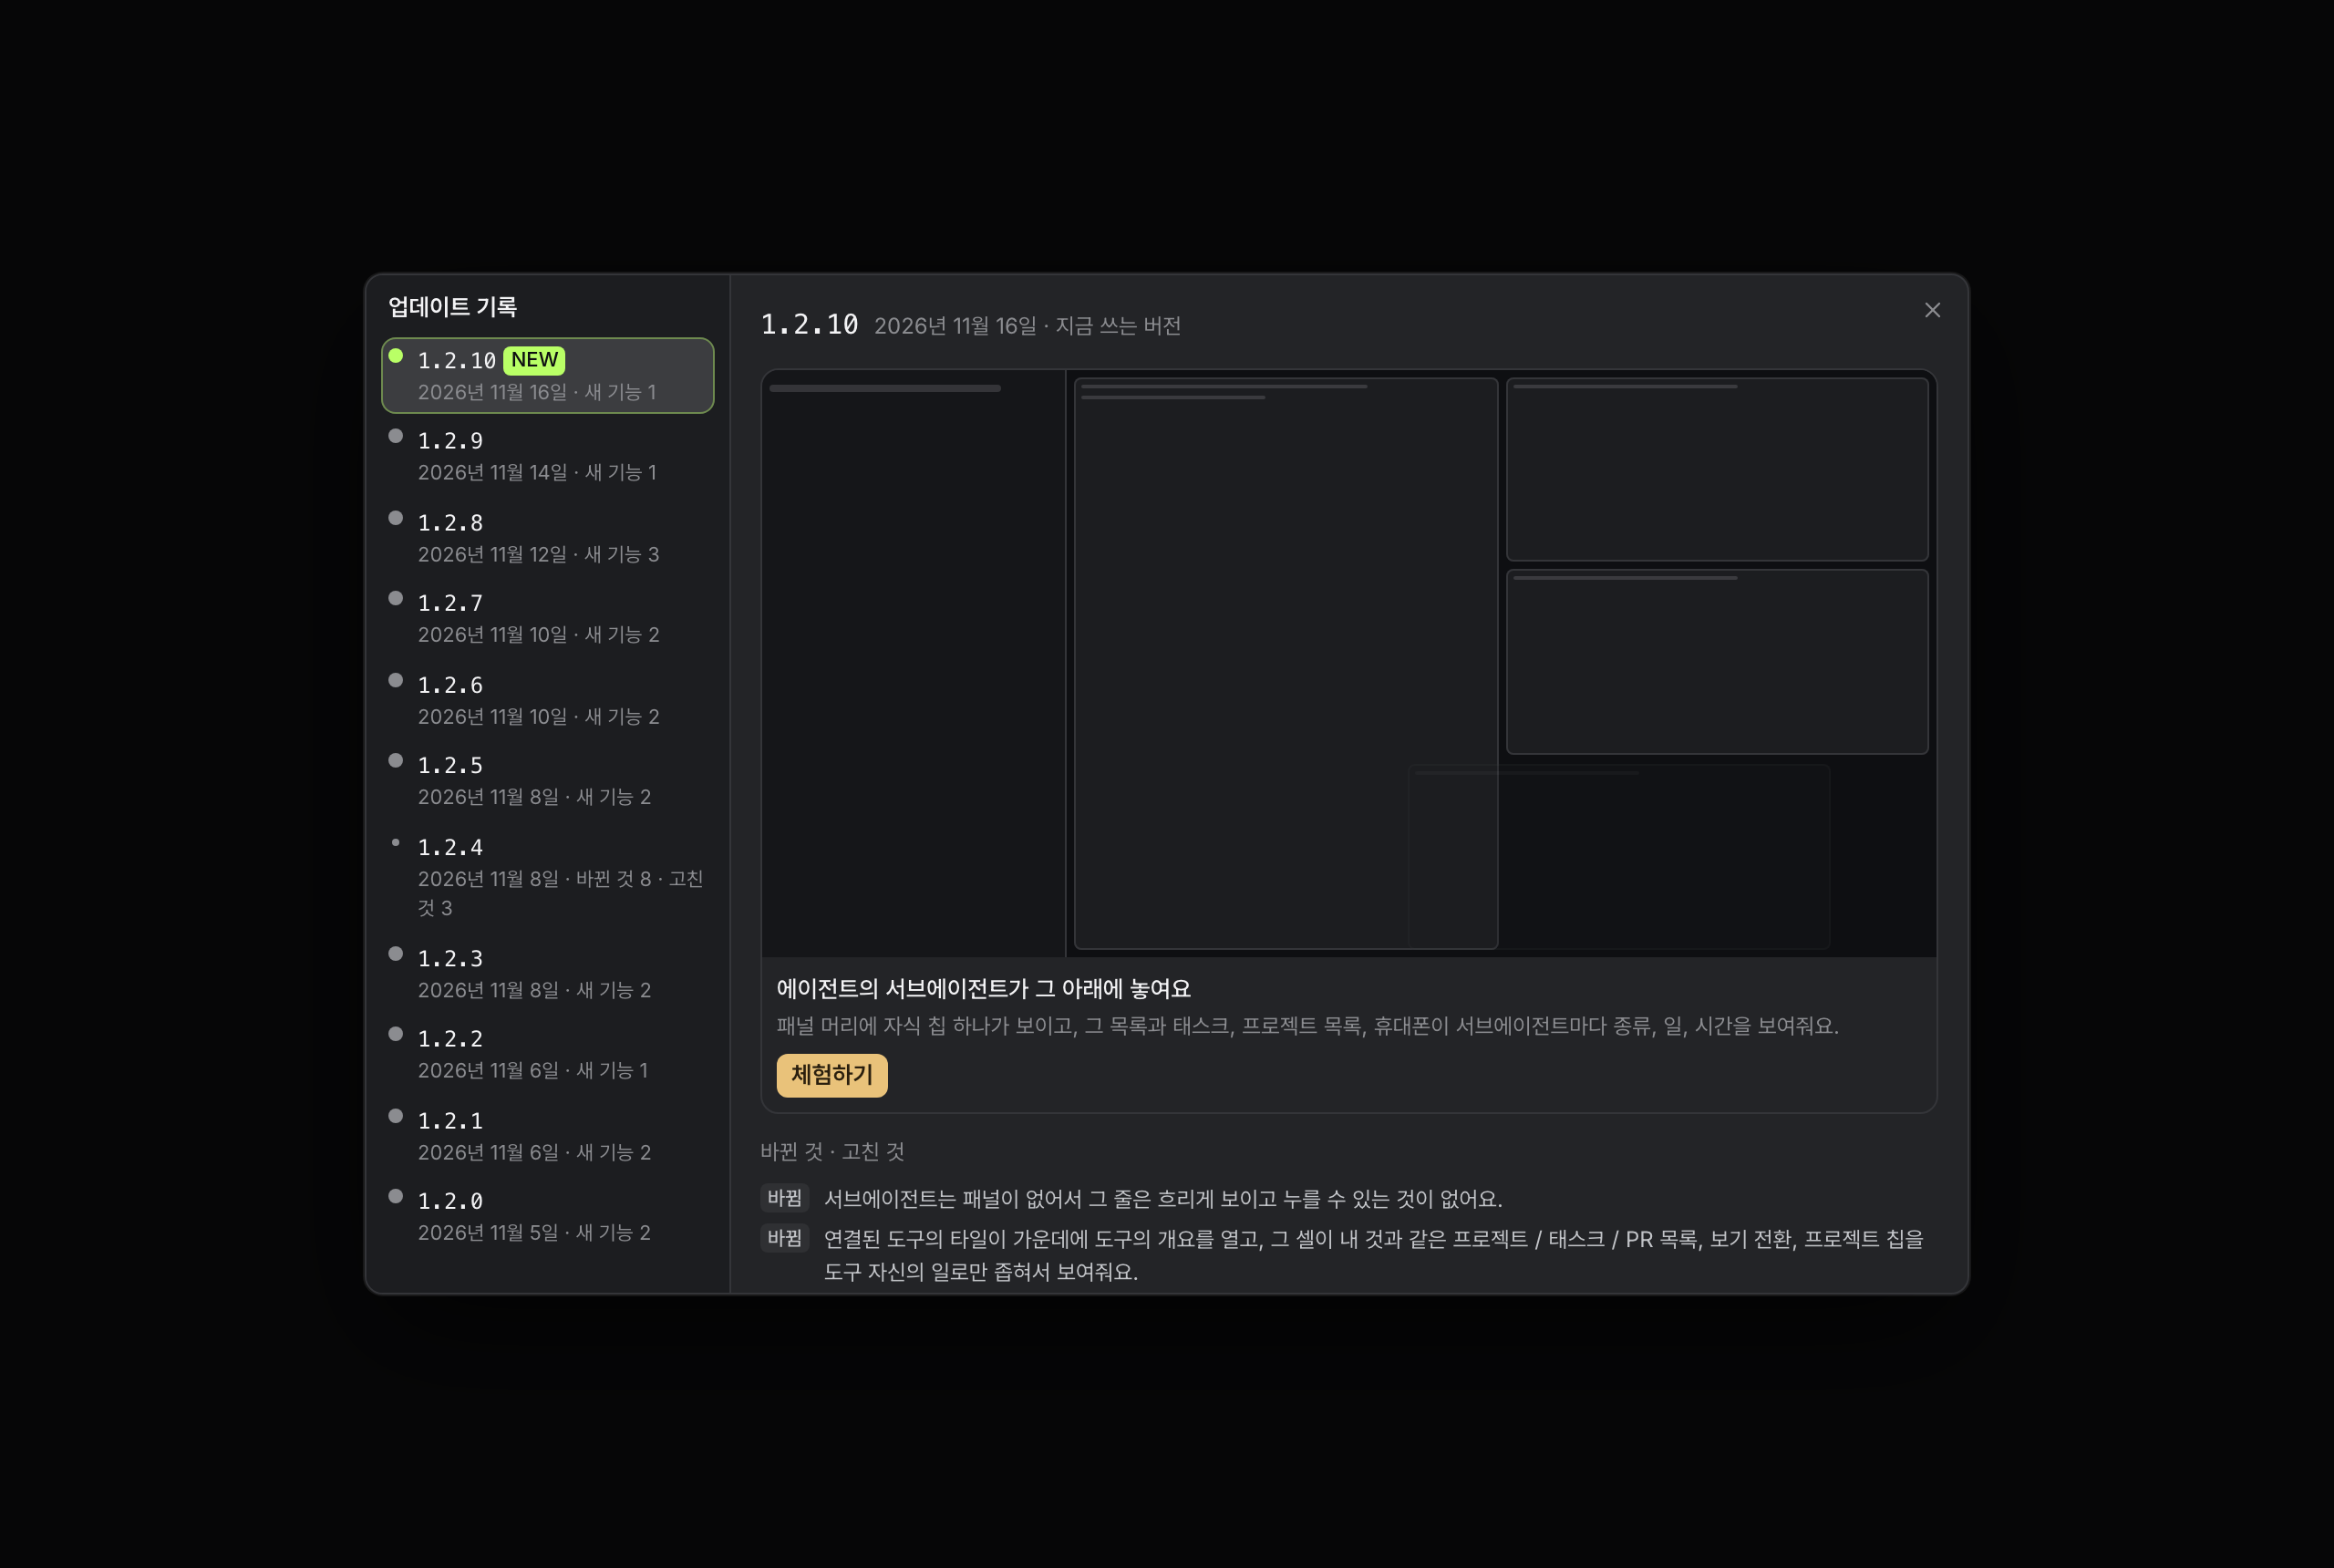 업데이트 기록
1.2.10 NEW
2026년 11월 16일 · 새 기능 1
1.2.9
2026년 11월 14일 · 새 기능 1
1.2.8
2026년 11월 12일 · 새 기능 3
1.2.7
2026년 11월 10일 · 새 기능 2
1.2.6
2026년 11월 10일 · 새 기능 2
1.2.5
2026년 11월 8일 · 새 기능 2
1.2.4
2026년 11월 8일 · 바뀐 것 8 · 고친
것 3
1.2.3
2026년 11월 8일 · 새 기능 2
1.2.2
2026년 11월 6일 · 새 기능 1
1.2.1
2026년 11월 6일 · 새 기능 2
1.2.0
2026년 11월 5일 · 새 기능 2
1.2.10 2026년 11월 16일 · 지금 쓰는 버전
에이전트의 서브에이전트가 그 아래에 놓여요
패널 머리에 자식 칩 하나가 보이고, 그 목록과 태스크, 프로젝트 목록, 휴대폰이 서브에이전트마다 종류, 일, 시간을 보여줘요.
체험하기
바뀐 것 · 고친 것
바뀜 서브에이전트는 패널이 없어서 그 줄은 흐리게 보이고 누를 수 있는 것이 없어요.
바뀜 연결된 도구의 타일이 가운데에 도구의 개요를 열고, 그 셀이 내 것과 같은 프로젝트 / 태스크 / PR 목록, 보기 전환, 프로젝트 칩을
도구 자신의 일로만 좁혀서 보여줘요.